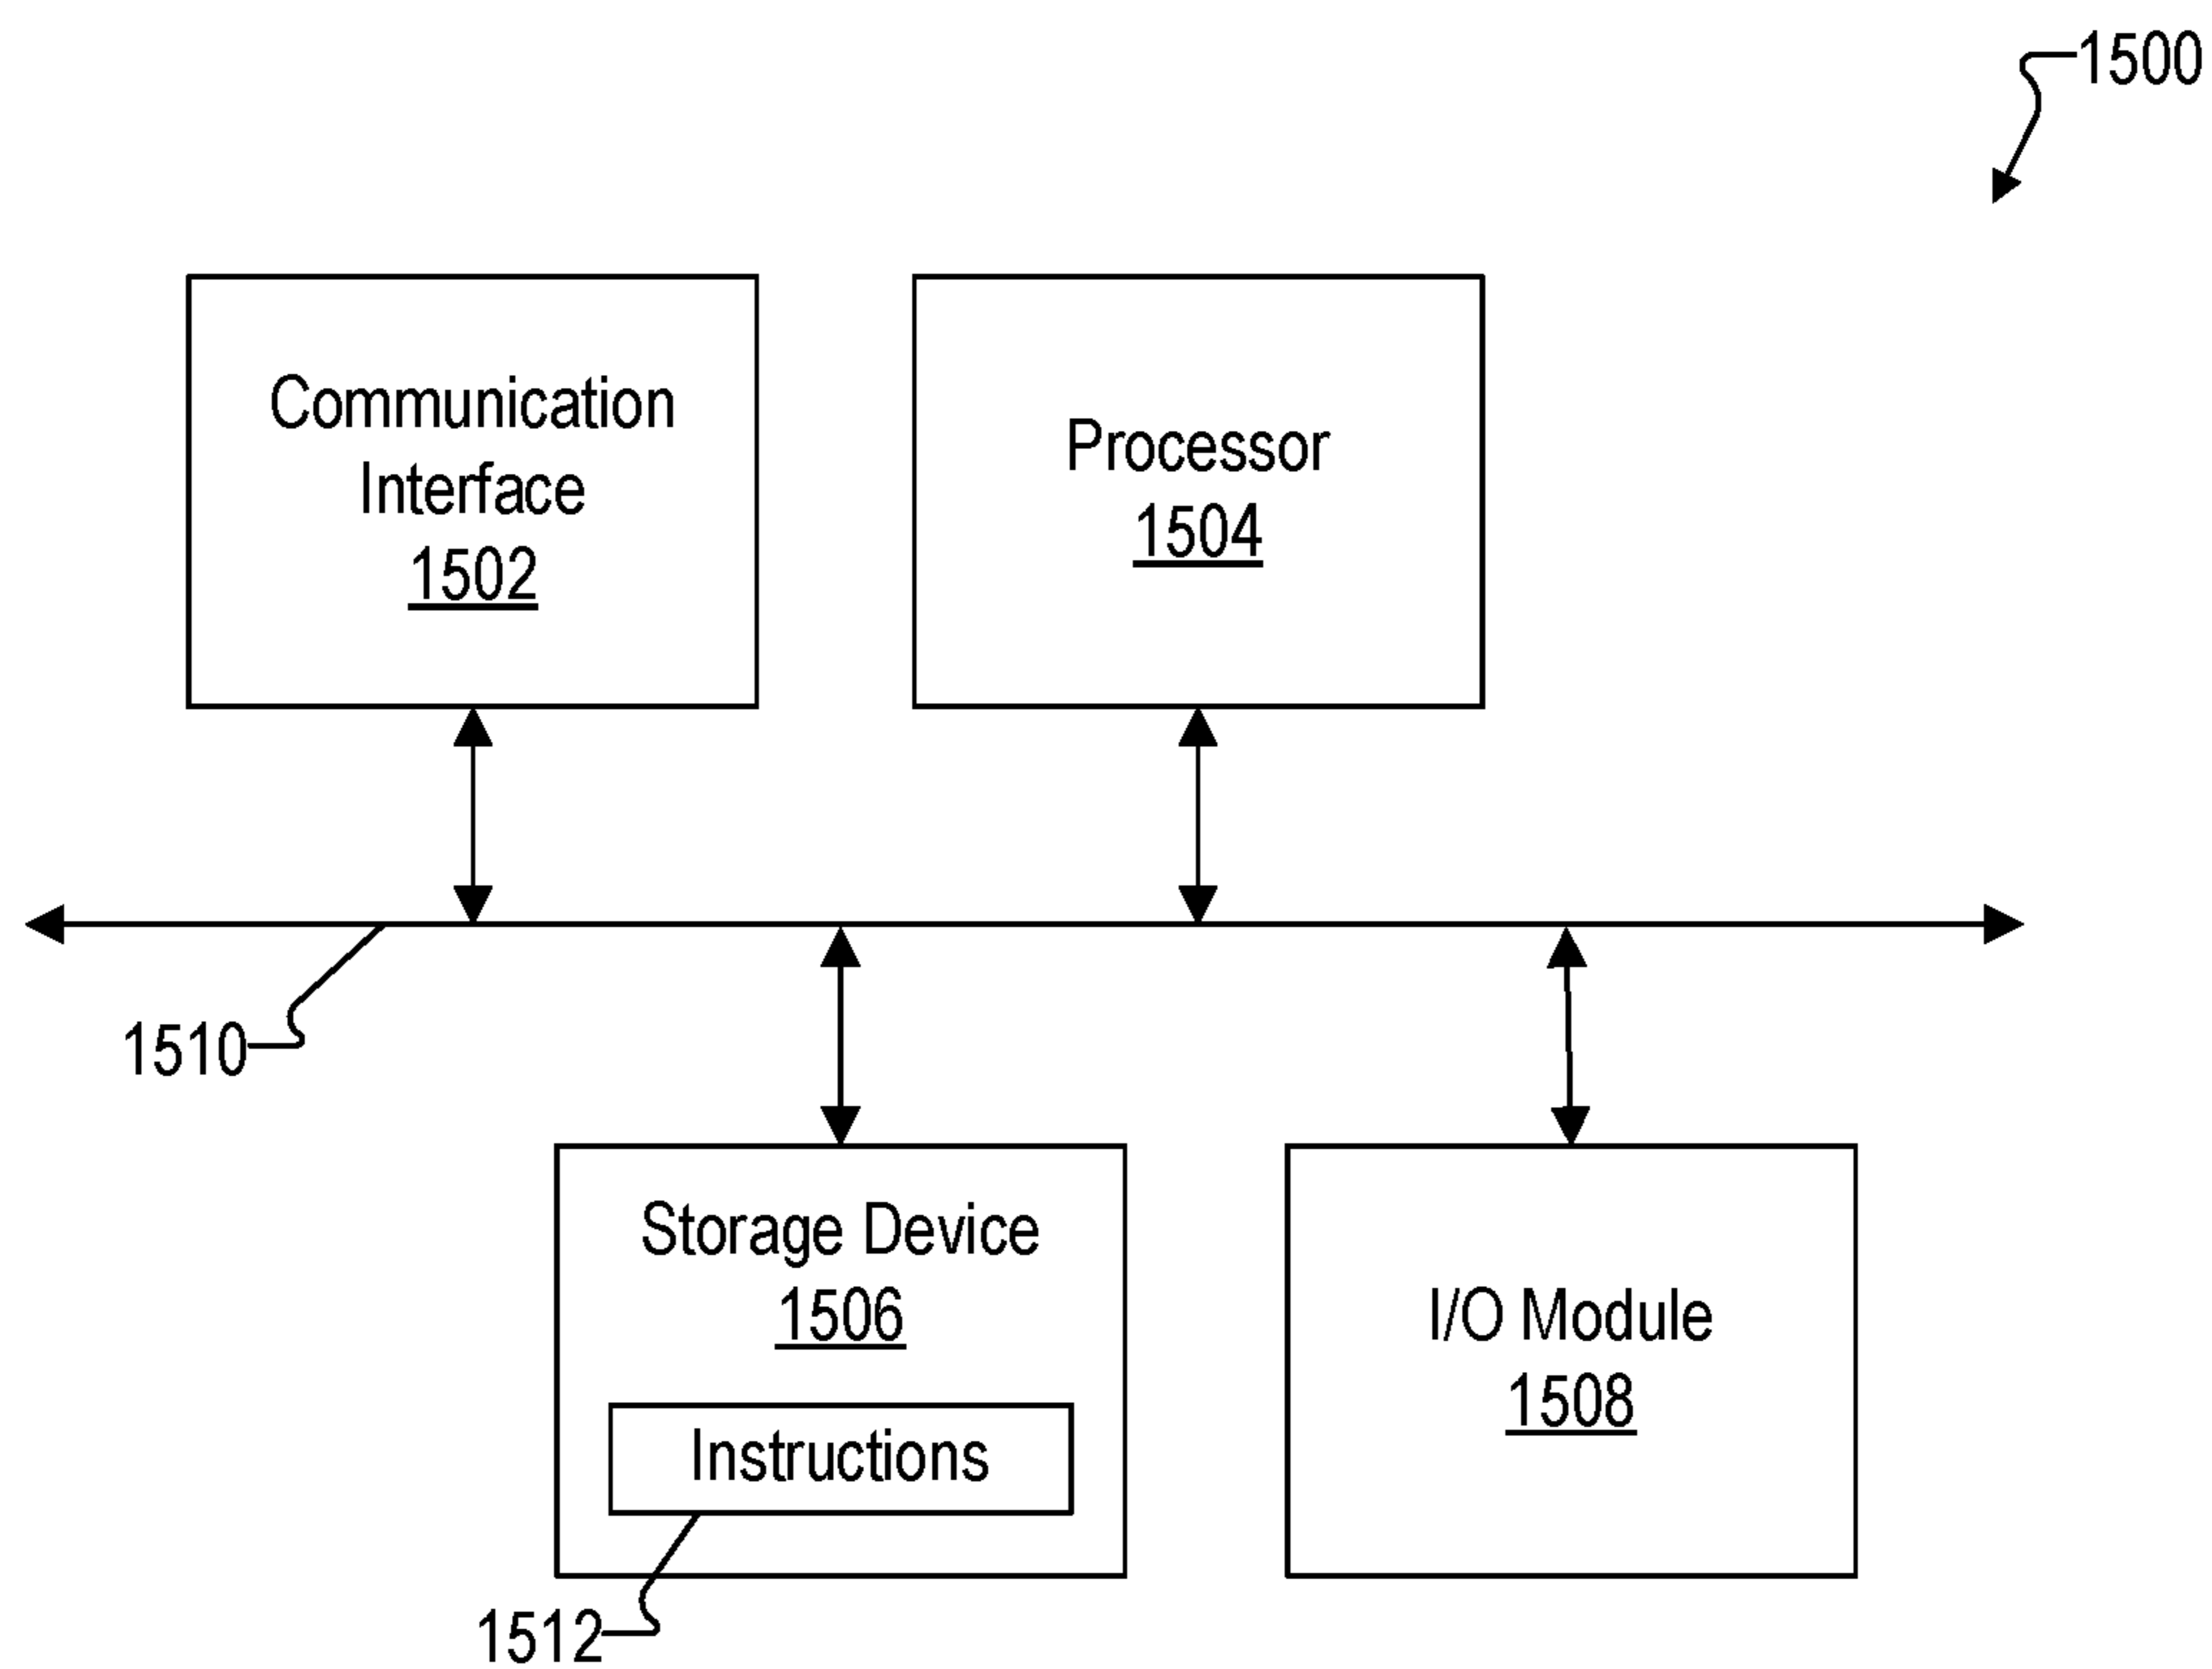 1500
Communication
Interface
1502
Processor
1504
1510
Storage Device
1506
Instructions
1512
I/O Module
1508